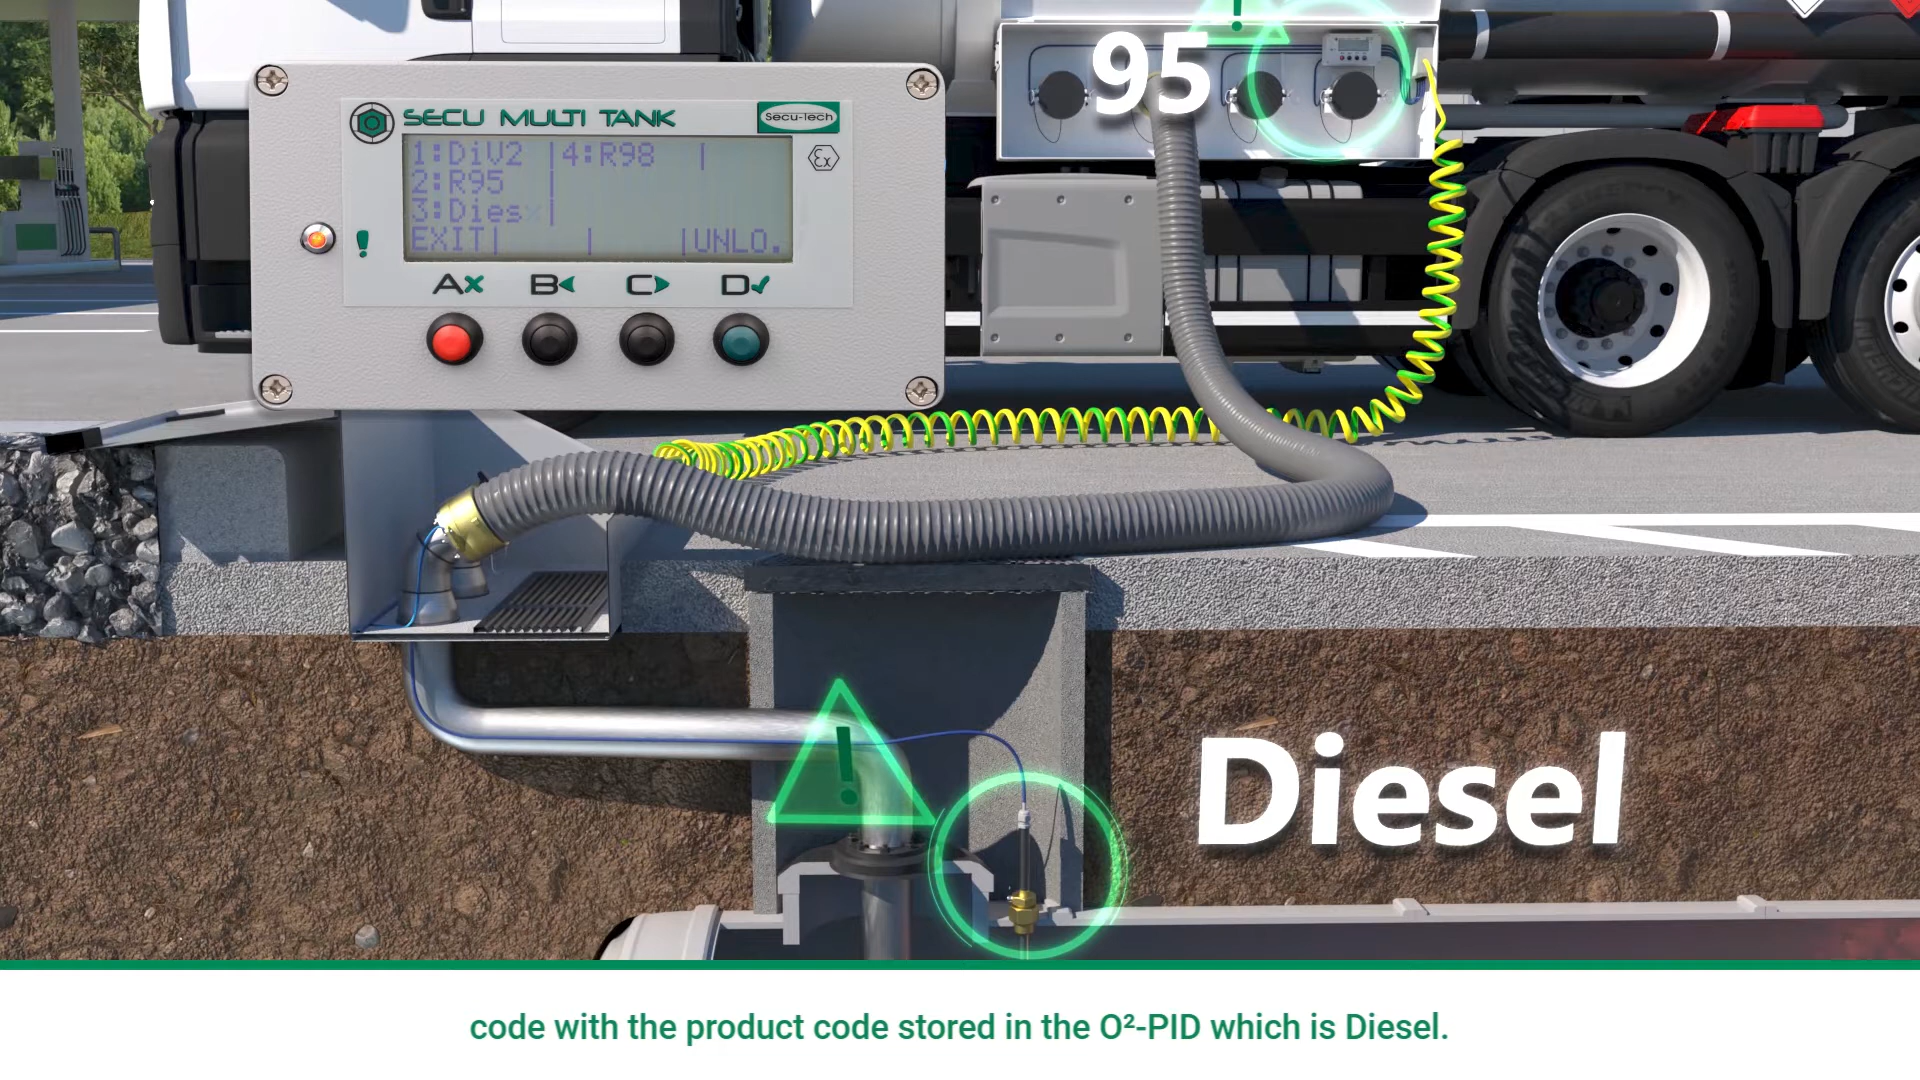 95
SECU MULTI TANK
Secu-Tech
1:DiV2 |4:R98 |
2:R95 |
3:Dies |
EXIT| | |UNLO.
Ex
!
A× B◄ C► D✓
!
!
Diesel
code with the product code stored in the O²-PID which is Diesel.